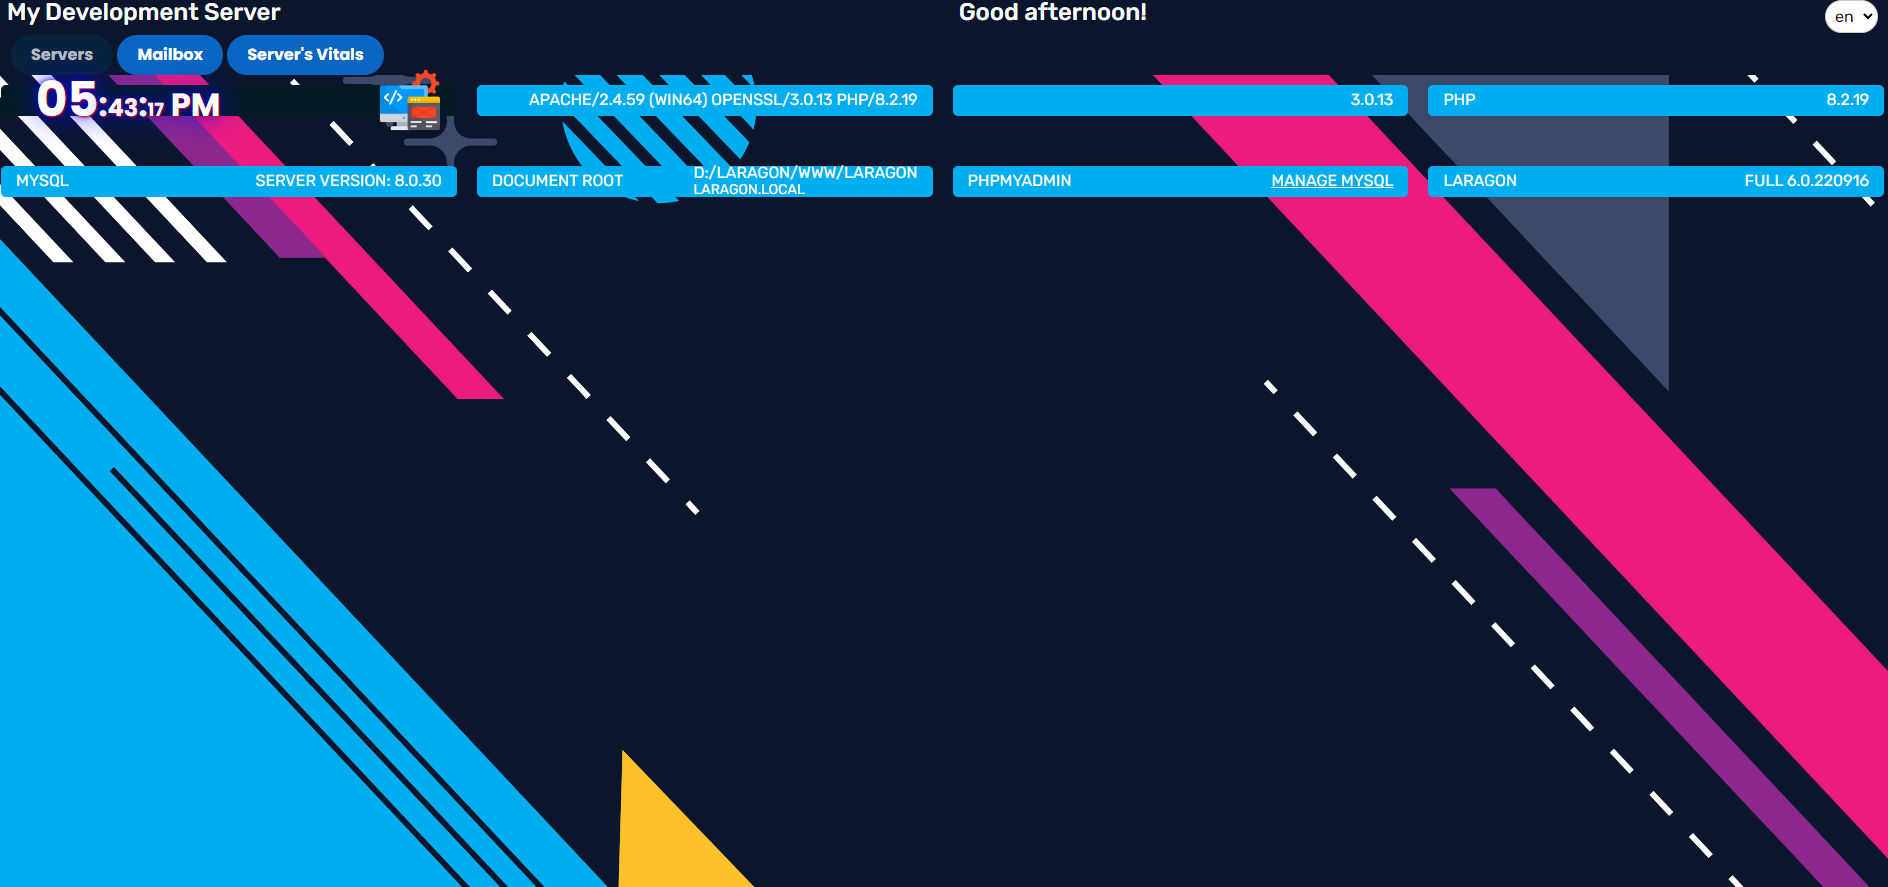 My Development Server
Good afternoon!
en
Servers
Mailbox
Server's Vitals
05:43:17 PM
</>
APACHE/2.4.59 (WIN64) OPENSSL/3.0.13 PHP/8.2.19
3.0.13
PHP 8.2.19
MYSQL SERVER VERSION: 8.0.30
DOCUMENT ROOT D:/LARAGON/WWW/LARAGON
LARAGON.LOCAL
PHPMYADMIN MANAGE MYSQL
LARAGON FULL 6.0.220916